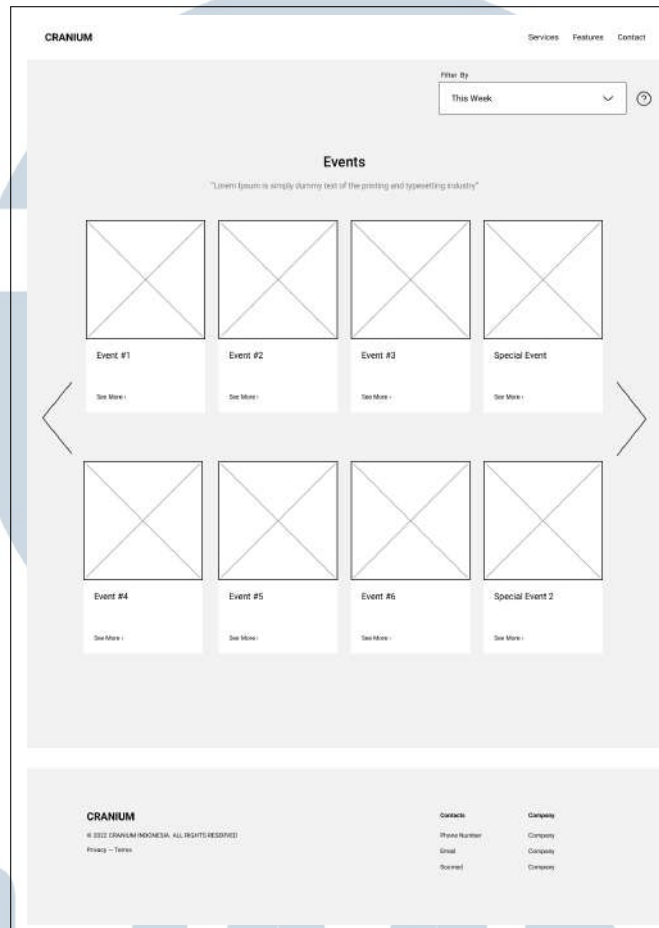 CRANIUM Services Features Contact
Filter By
This Week
?
Events
"Lorem Ipsum is simply dummy text of the printing and typesetting industry"
Event #1 Event #2 Event #3 Special Event
See More › See More › See More › See More ›
Event #4 Event #5 Event #6 Special Event 2
See More › See More › See More › See More ›
CRANIUM Contacts Company
© 2022 CRANIUM INDONESIA. ALL RIGHTS RESERVED Phone Number Company
Privacy — Terms Email Company
Socmed Company